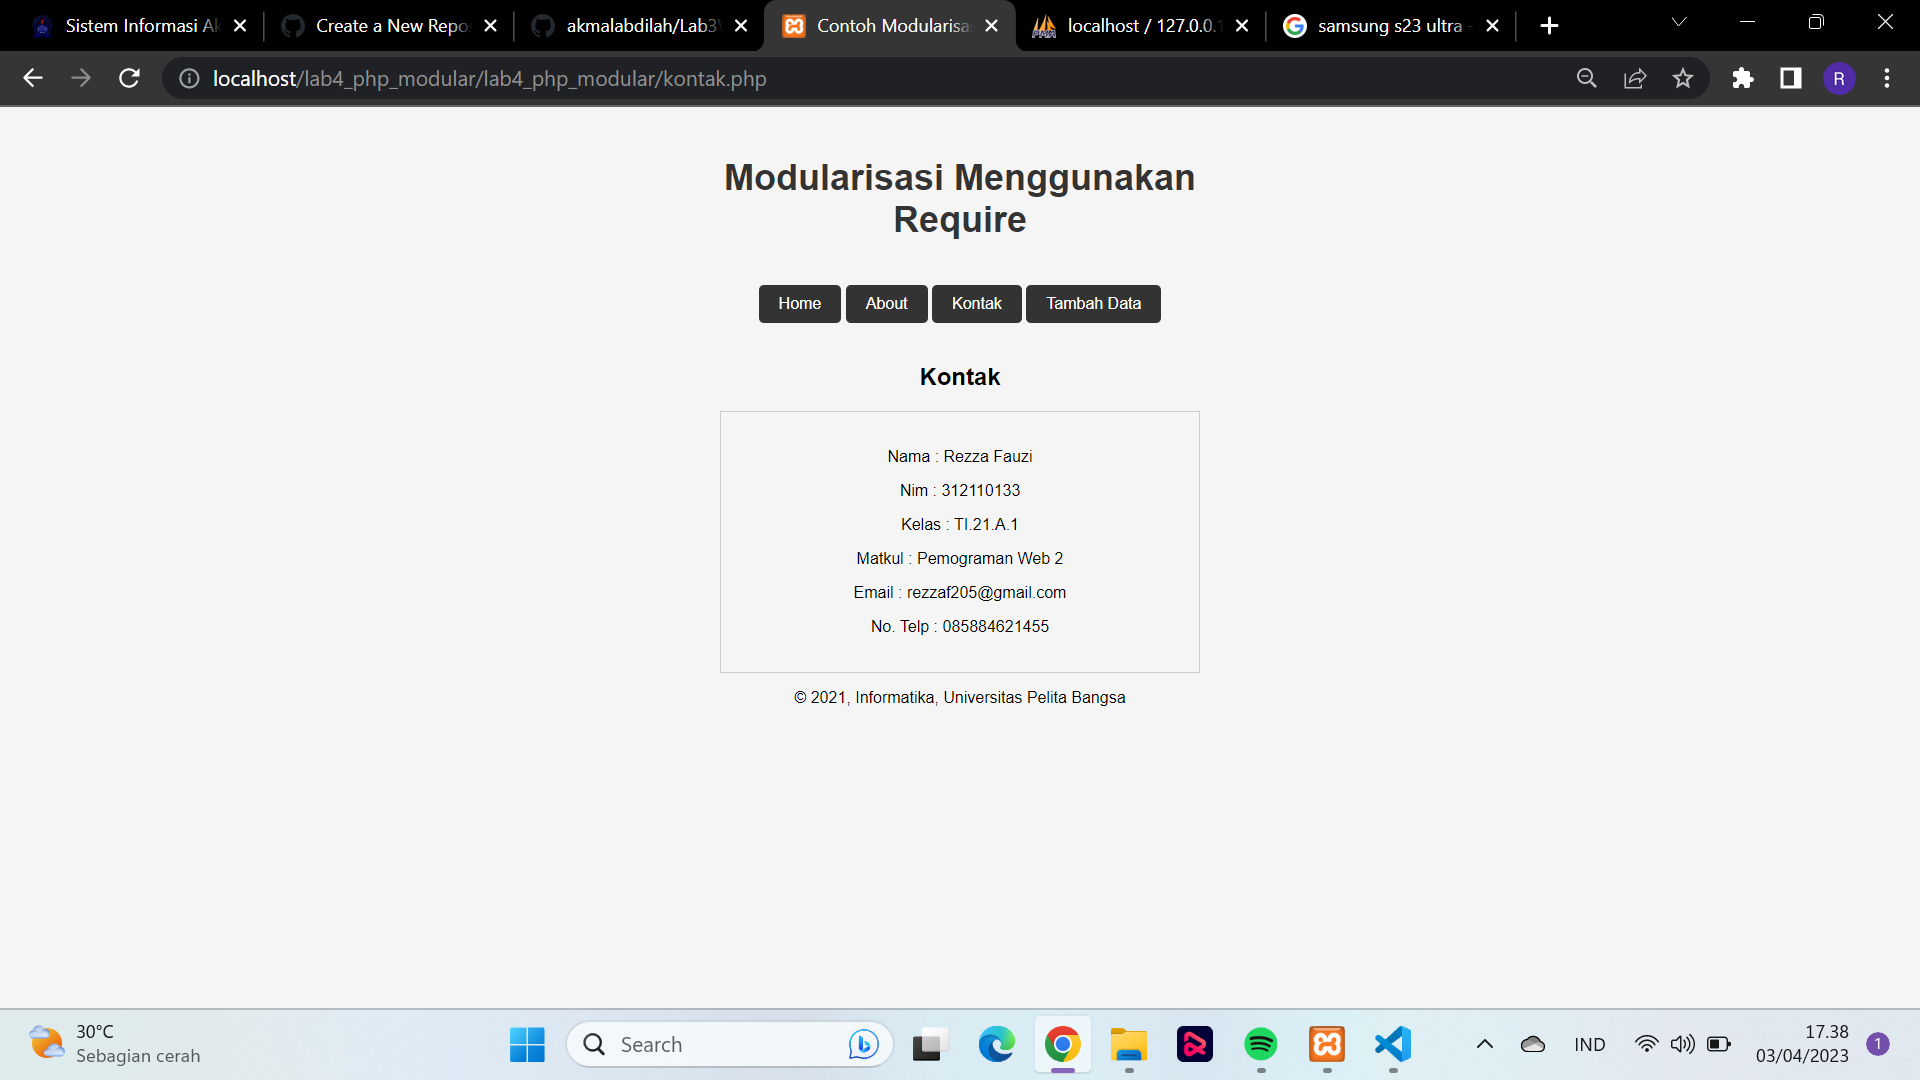 Sistem Informasi Ak
Create a New Repo
akmalabdilah/Lab3
Contoh Modularisa
localhost / 127.0.0.1
samsung s23 ultra -
localhost/lab4_php_modular/lab4_php_modular/kontak.php
R
Modularisasi Menggunakan
Require
Home About Kontak Tambah Data
Kontak
Nama : Rezza Fauzi
Nim : 312110133
Kelas : TI.21.A.1
Matkul : Pemograman Web 2
Email : rezzaf205@gmail.com
No. Telp : 085884621455
© 2021, Informatika, Universitas Pelita Bangsa
30°C
Sebagian cerah
Search
IND
17.38
03/04/2023
1